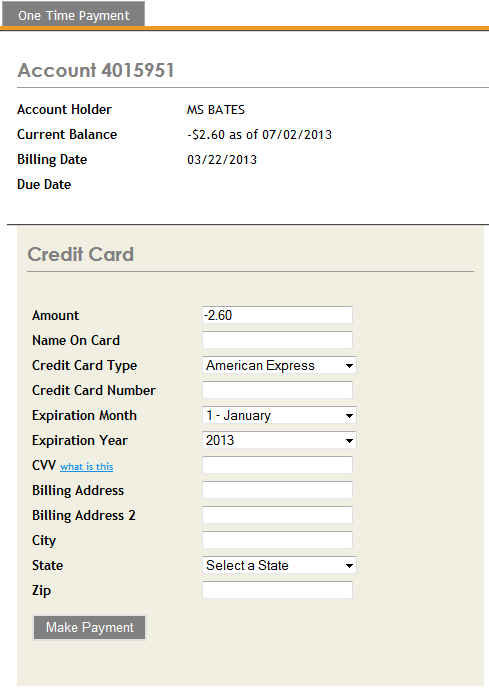 One Time Payment
Account 4015951
Account Holder MS BATES
Current Balance -$2.60 as of 07/02/2013
Billing Date 03/22/2013
Due Date
Credit Card
Amount -2.60
Name On Card
Credit Card Type American Express
Credit Card Number
Expiration Month 1 - January
Expiration Year 2013
CVV what is this
Billing Address
Billing Address 2
City
State Select a State
Zip
Make Payment